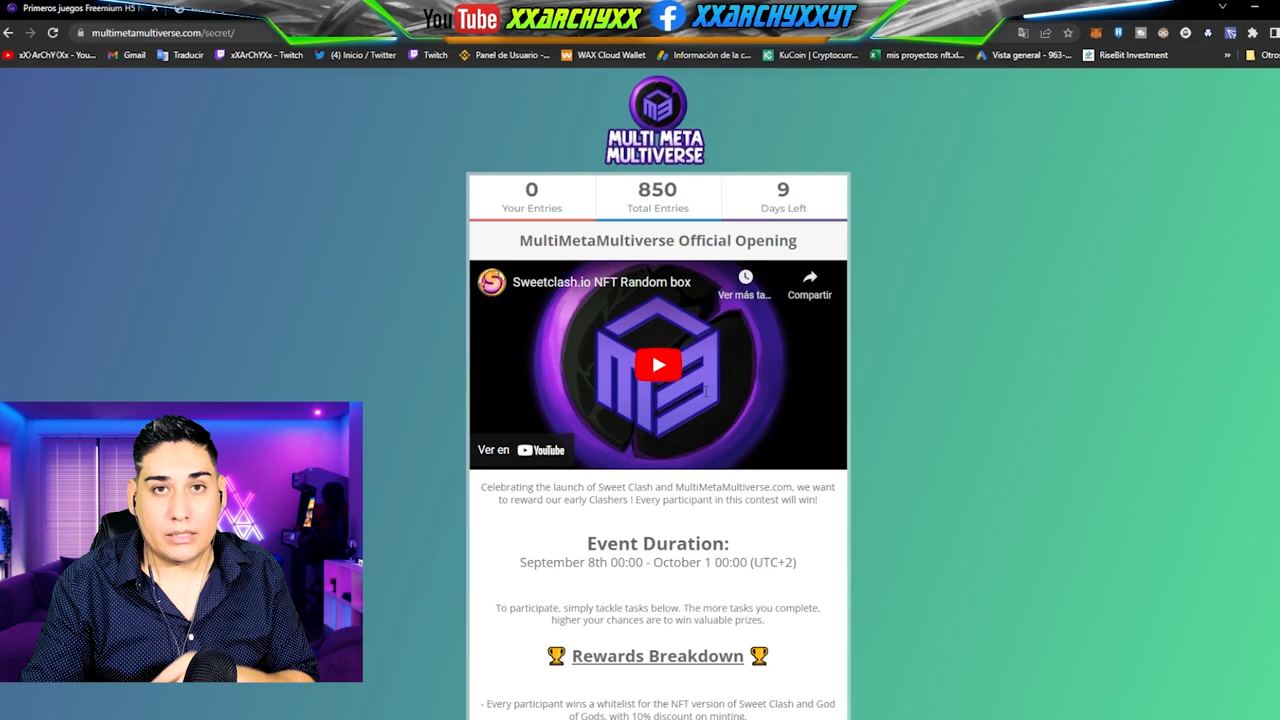 Primeros juegos Freemium H5 N
You Tube XXARCHYXX XXARCHYXXYT
multimetamultiverse.com/secret/
xXArChYXx - You... Gmail Traducir xXArChYXx - Twitch (4) Inicio / Twitter Twitch Panel de Usuario -... WAX Cloud Wallet Información de la c... KuCoin | Cryptocurr... mis proyectos nft.xl... Vista general - 963-... RiseBit Investment » Otros
MULTI META
MULTIVERSE
0 850 9
Your Entries Total Entries Days Left
MultiMetaMultiverse Official Opening
Sweetclash.io NFT Random box
Ver más ta... Compartir
Ver en YouTube
Celebrating the launch of Sweet Clash and MultiMetaMultiverse.com, we want
to reward our early Clashers ! Every participant in this contest will win!
Event Duration:
September 8th 00:00 - October 1 00:00 (UTC+2)
To participate, simply tackle tasks below. The more tasks you complete,
higher your chances are to win valuable prizes.
🏆 Rewards Breakdown 🏆
- Every participant wins a whitelist for the NFT version of Sweet Clash and God
of Gods, with 10% discount on minting.